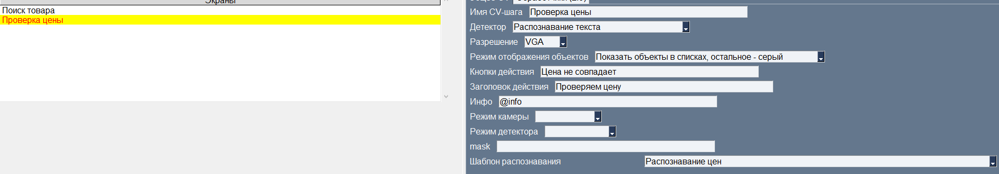 Экраны
Поиск товара
Проверка цены
Имя CV-шага Проверка цены
Детектор Распознавание текста
Разрешение VGA
Режим отображения объектов Показать объекты в списках, остальное - серый
Кнопки действия Цена не совпадает
Заголовок действия Проверяем цену
Инфо @info
Режим камеры
Режим детектора
mask
Шаблон распознавания Распознавание цен